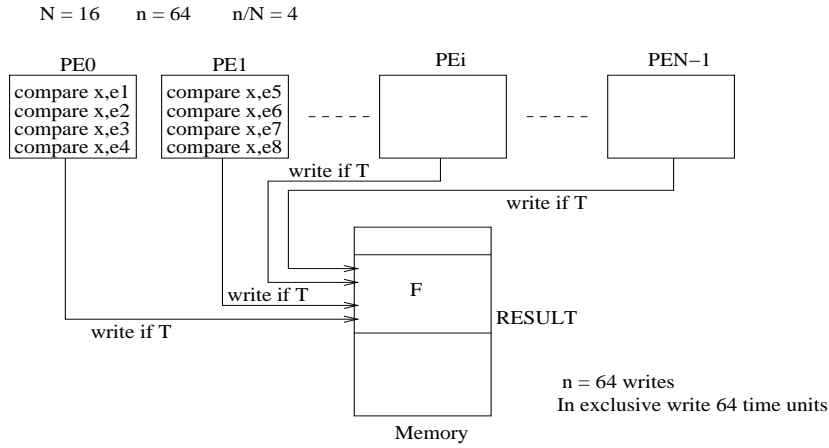 N = 16 n = 64 n/N = 4
PE0 PE1 PEi PEN−1
compare x,e1
compare x,e2
compare x,e3
compare x,e4
compare x,e5
compare x,e6
compare x,e7
compare x,e8
write if T
write if T
F
write if T
RESULT
write if T
n = 64 writes
In exclusive write 64 time units
Memory